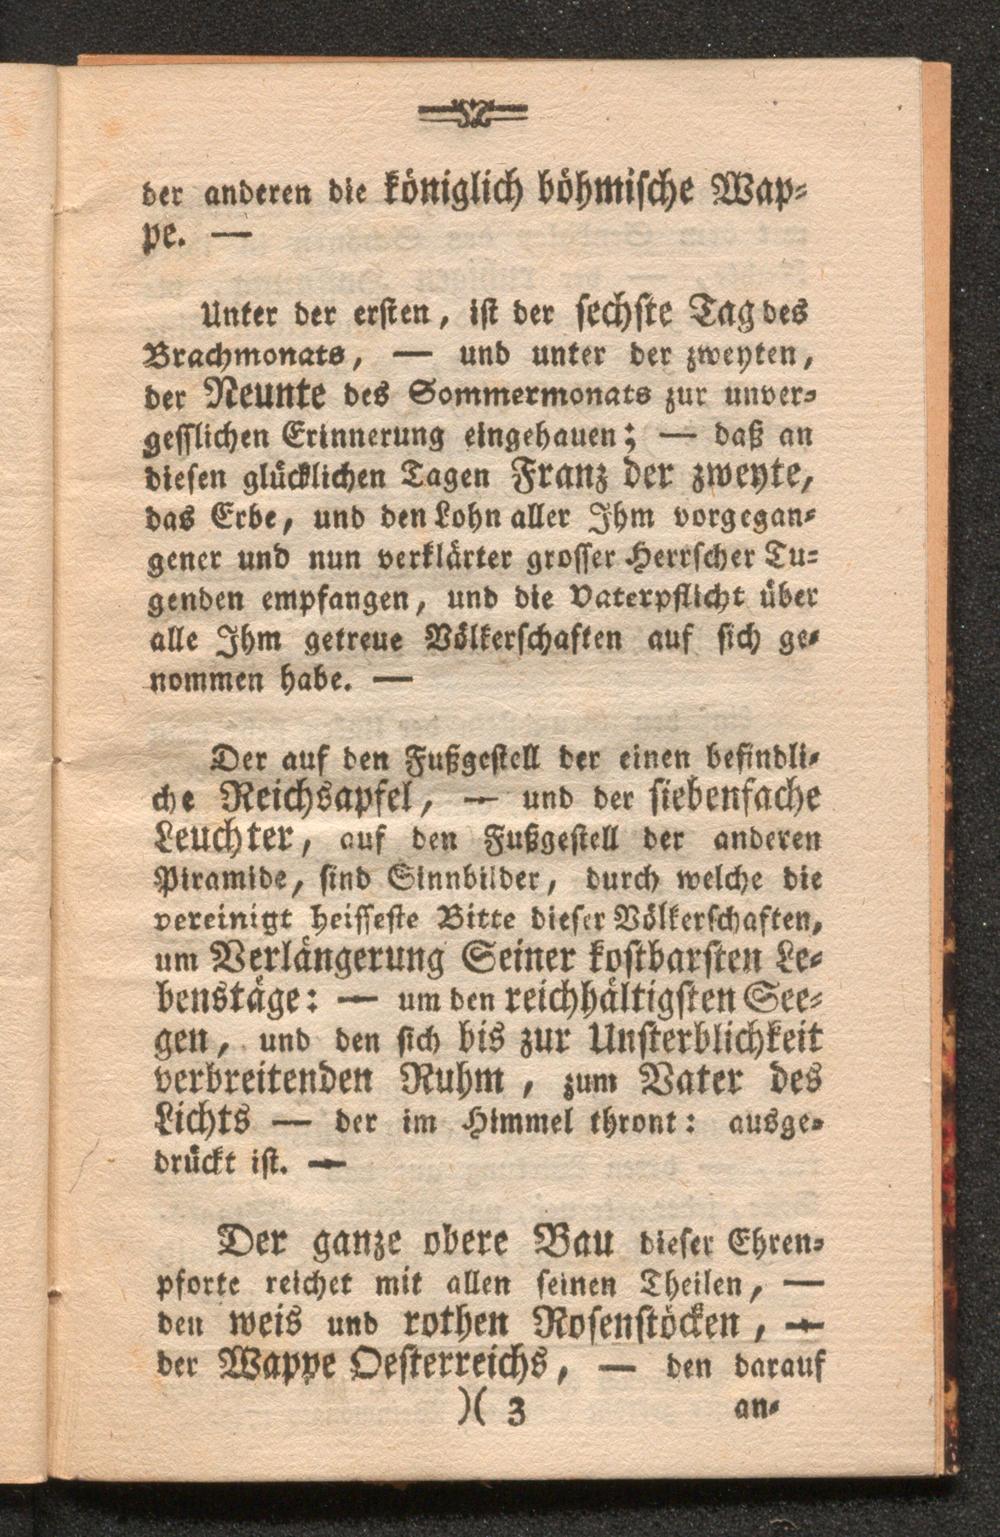 der anderen die königlich böhmische Wap-
pe. —
Unter der ersten, ist der sechste Tag des
Brachmonats, — und unter der zweyten,
der Neunte des Sommermonats zur unver-
gesslichen Erinnerung eingehauen; — daß an
diesen glücklichen Tagen Franz der zweyte,
das Erbe, und den Lohn aller Ihm vorgegan-
gener und nun verklärter grosser Herrscher Tu-
genden empfangen, und die Vaterpflicht über
alle Ihm getreue Völkerschaften auf sich ge-
nommen habe. —
Der auf den Fußgestell der einen befindli-
che Reichsapfel, — und der siebenfache
Leuchter, auf den Fußgestell der anderen
Piramide, sind Sinnbilder, durch welche die
vereinigt heisseste Bitte dieser Völkerschaften,
um Verlängerung Seiner kostbarsten Le-
benstäge: — um den reichhältigsten See-
gen, und den sich bis zur Unsterblichkeit
verbreitenden Ruhm, zum Vater des
Lichts — der im Himmel thront: ausge-
drückt ist. —
Der ganze obere Bau dieser Ehren-
pforte reichet mit allen seinen Theilen, —
den weis und rothen Rosenstöcken, —
der Wappe Oesterreichs, — den darauf
)( 3 an-